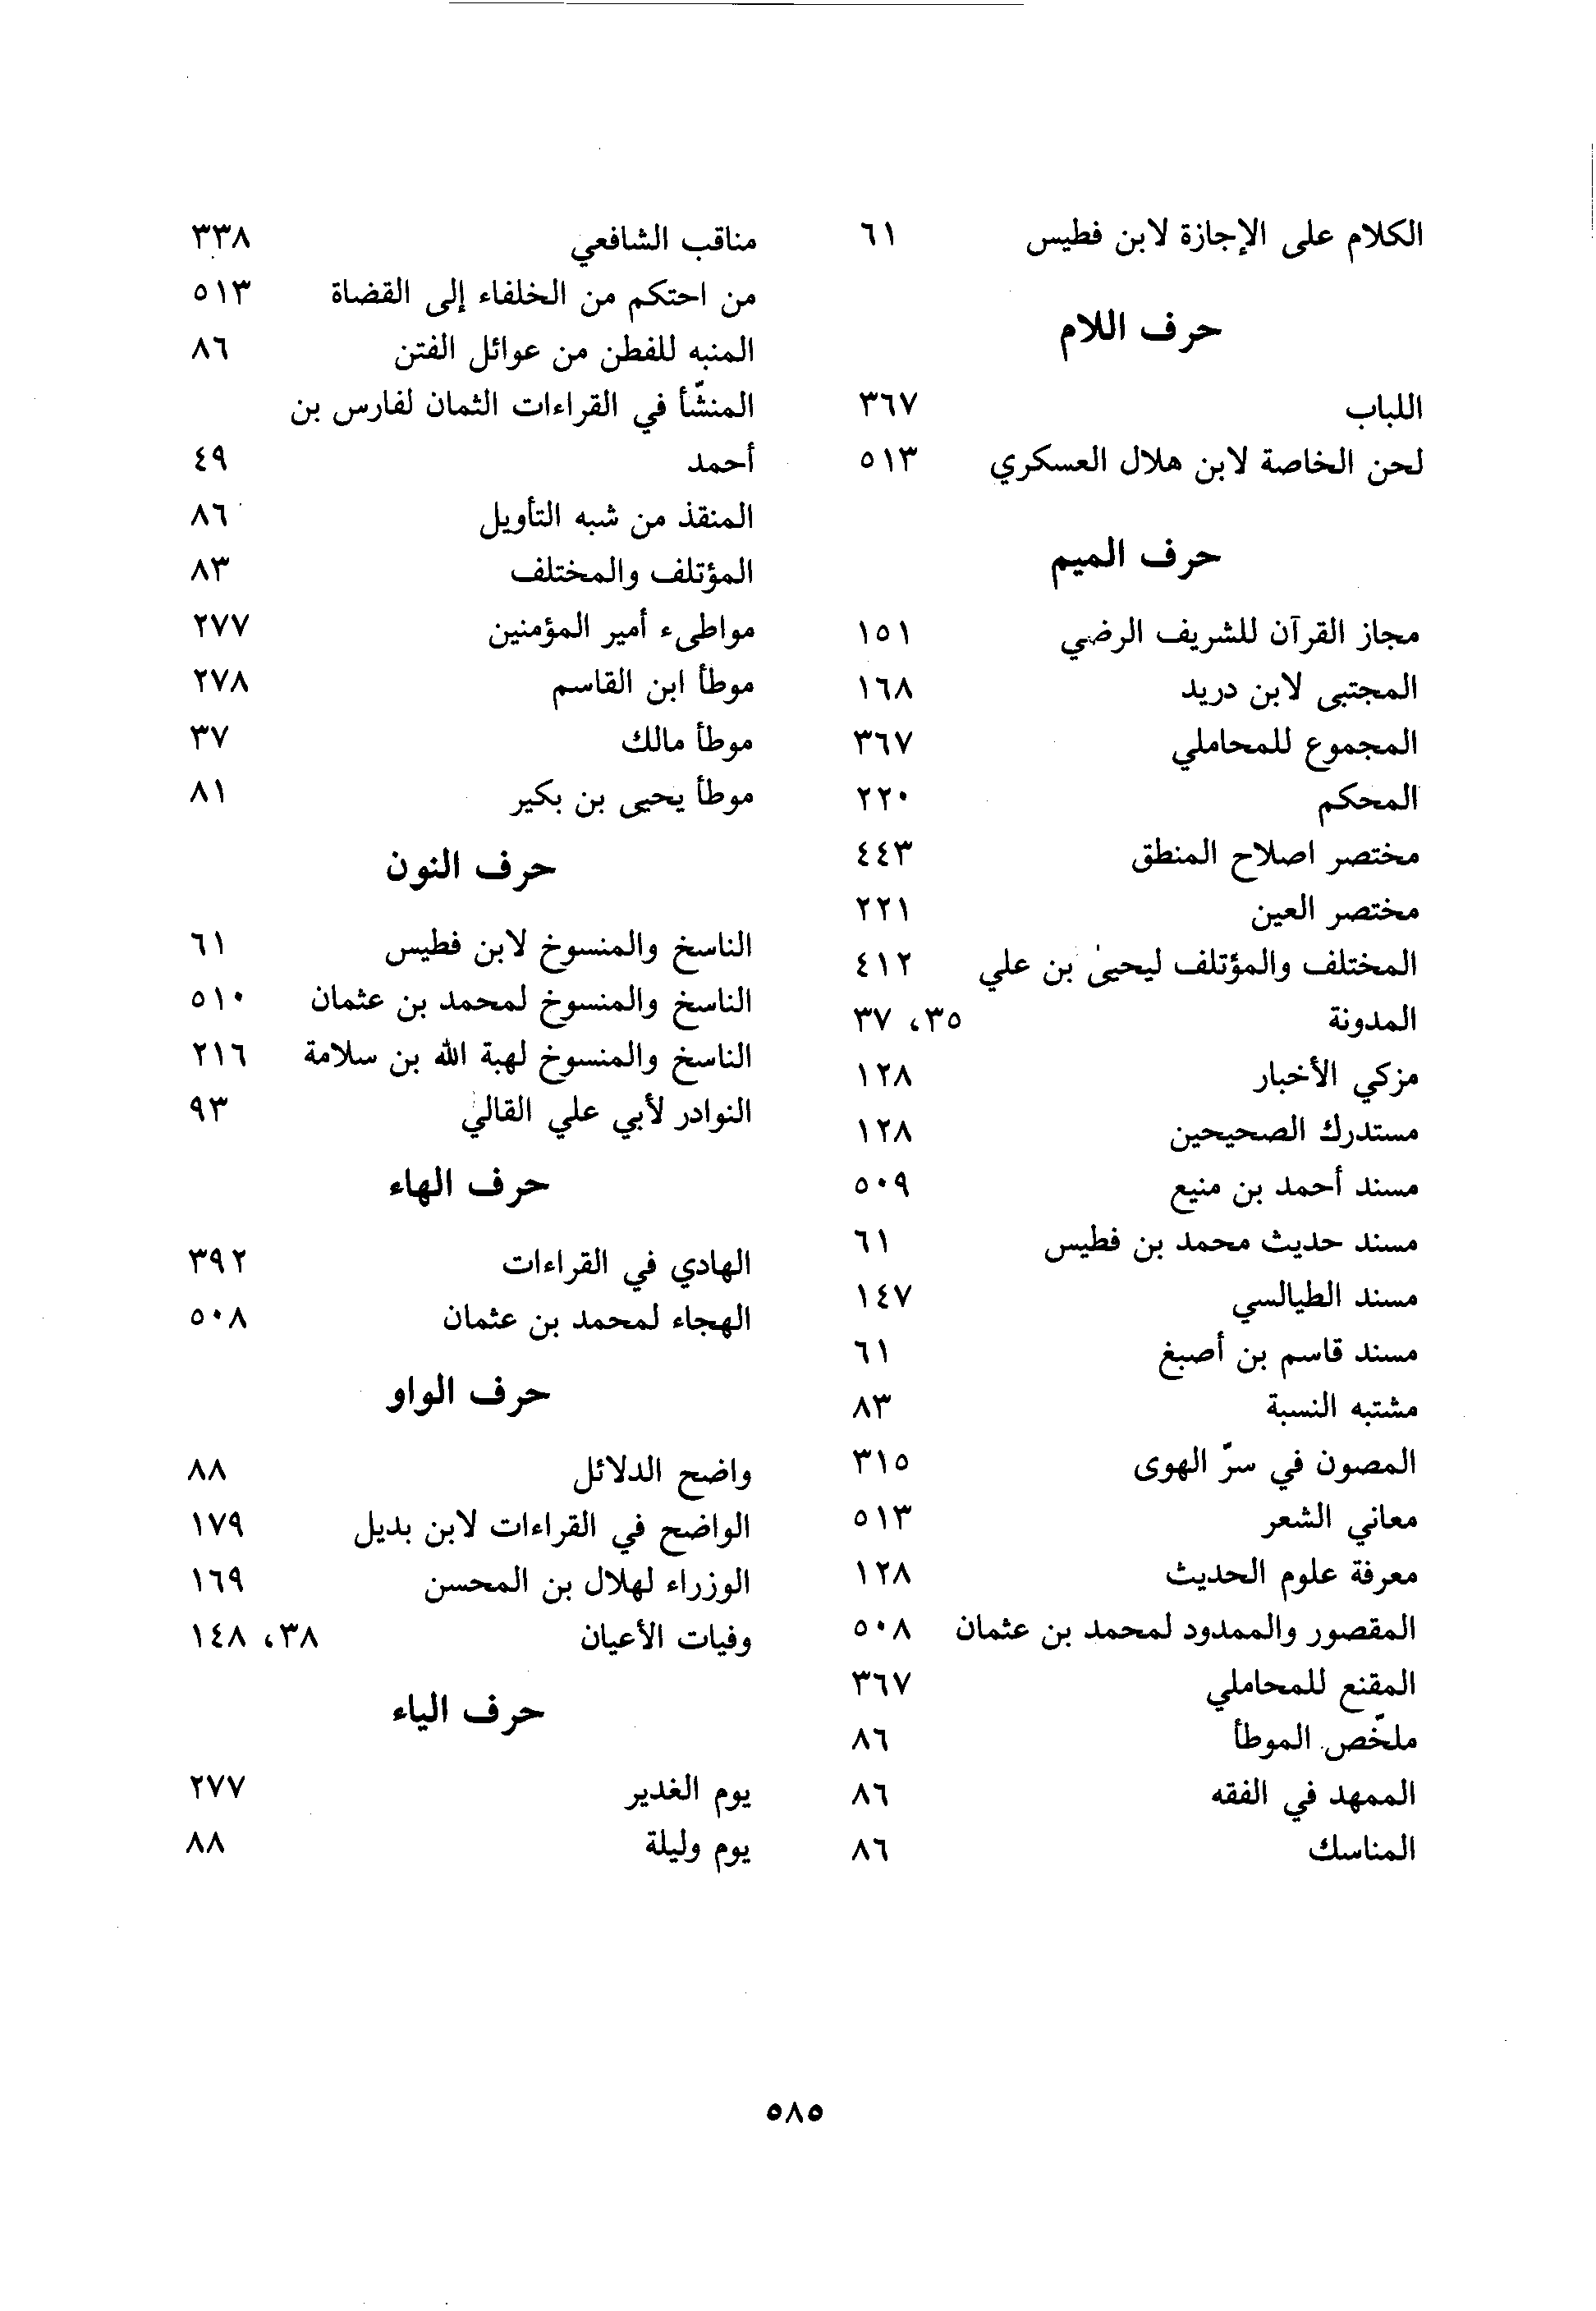 الكلام على الإجازة لابن فطيس ٦١
حرف اللام
اللباب ٣٦٧
لحن الخاصة لابن هلال العسكري ٥١٣
حرف الميم
مجاز القرآن للشريف الرضي ١٥١
المجتبى لابن دريد ١٦٨
المجموع للمحاملي ٣٦٧
المحكم ٢٢٠
مختصر اصلاح المنطق ٤٤٣
مختصر العين ٢٢١
المختلف والمؤتلف ليحيىٰ بن علي ٤١٢
المدونة ٣٥، ٣٧
مزكي الأخبار ١٢٨
مستدرك الصحيحين ١٢٨
مسند أحمد بن منيع ٥٠٩
مسند حديث محمد بن فطيس ٦١
مسند الطيالسي ١٤٧
مسند قاسم بن أصبغ ٦١
مشتبه النسبة ٨٣
المصون في سرّ الهوى ٣١٥
معاني الشعر ٥١٣
معرفة علوم الحديث ١٢٨
المقصور والممدود لمحمد بن عثمان ٥٠٨
المقنع للمحاملي ٣٦٧
ملخّص الموطأ ٨٦
الممهد في الفقه ٨٦
المناسك ٨٦
مناقب الشافعي ٣٣٨
من احتكم من الخلفاء إلى القضاة ٥١٣
المنبه للفطن من عوائل الفتن ٨٦
المنشّأ في القراءات الثمان لفارس بن
أحمد ٤٩
المنقذ من شبه التأويل ٨٦
المؤتلف والمختلف ٨٣
مواطىء أمير المؤمنين ٢٧٧
موطأ ابن القاسم ٢٧٨
موطأ مالك ٣٧
موطأ يحيى بن بكير ٨١
حرف النون
الناسخ والمنسوخ لابن فطيس ٦١
الناسخ والمنسوخ لمحمد بن عثمان ٥١٠
الناسخ والمنسوخ لهبة الله بن سلامة ٢١٦
النوادر لأبي علي القالي ٩٣
حرف الهاء
الهادي في القراءات ٣٩٢
الهجاء لمحمد بن عثمان ٥٠٨
حرف الواو
واضح الدلائل ٨٨
الواضح في القراءات لابن بديل ١٧٩
الوزراء لهلال بن المحسن ١٦٩
وفيات الأعيان ٣٨، ١٤٨
حرف الياء
يوم الغدير ٢٧٧
يوم وليلة ٨٨
٥٨٥